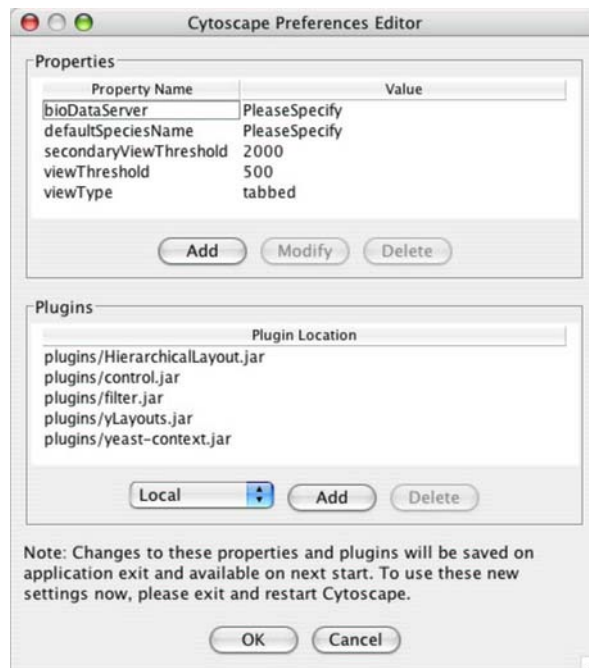 Cytoscape Preferences Editor
Properties
Property Name Value
bioDataServer PleaseSpecify
defaultSpeciesName PleaseSpecify
secondaryViewThreshold 2000
viewThreshold 500
viewType tabbed
Add Modify Delete
Plugins
Plugin Location
plugins/HierarchicalLayout.jar
plugins/control.jar
plugins/filter.jar
plugins/yLayouts.jar
plugins/yeast-context.jar
Local Add Delete
Note: Changes to these properties and plugins will be saved on
application exit and available on next start. To use these new
settings now, please exit and restart Cytoscape.
OK Cancel